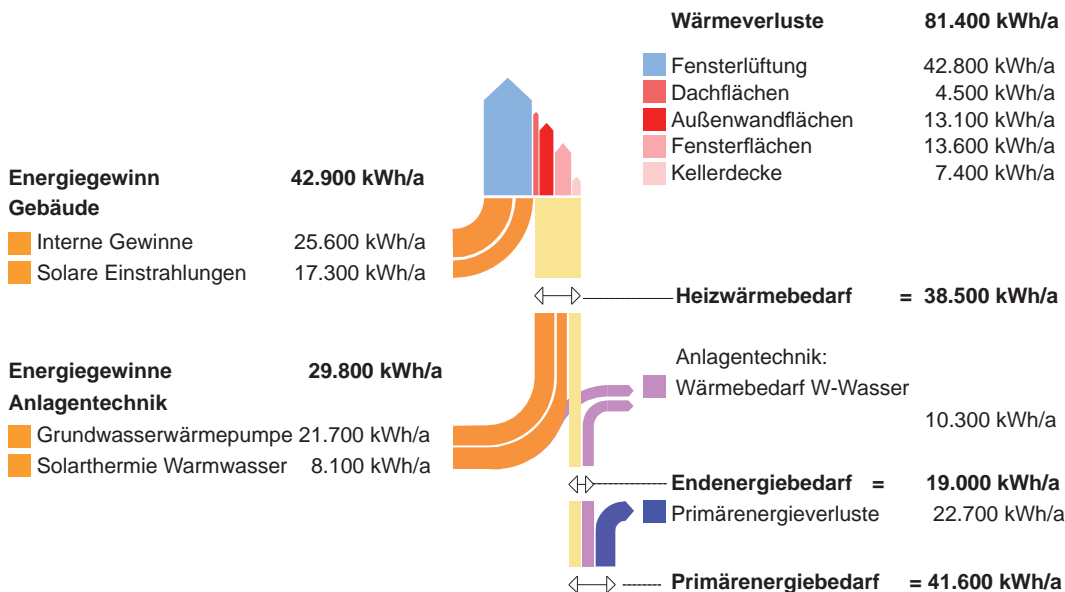 Wärmeverluste 81.400 kWh/a
Fensterlüftung 42.800 kWh/a
Dachflächen 4.500 kWh/a
Außenwandflächen 13.100 kWh/a
Fensterflächen 13.600 kWh/a
Kellerdecke 7.400 kWh/a
Energiegewinn 42.900 kWh/a
Gebäude
Interne Gewinne 25.600 kWh/a
Solare Einstrahlungen 17.300 kWh/a
Heizwärmebedarf = 38.500 kWh/a
Energiegewinne 29.800 kWh/a
Anlagentechnik
Grundwasserwärmepumpe 21.700 kWh/a
Solarthermie Warmwasser 8.100 kWh/a
Anlagentechnik:
Wärmebedarf W-Wasser
10.300 kWh/a
Endenergiebedarf = 19.000 kWh/a
Primärenergieverluste 22.700 kWh/a
Primärenergiebedarf = 41.600 kWh/a